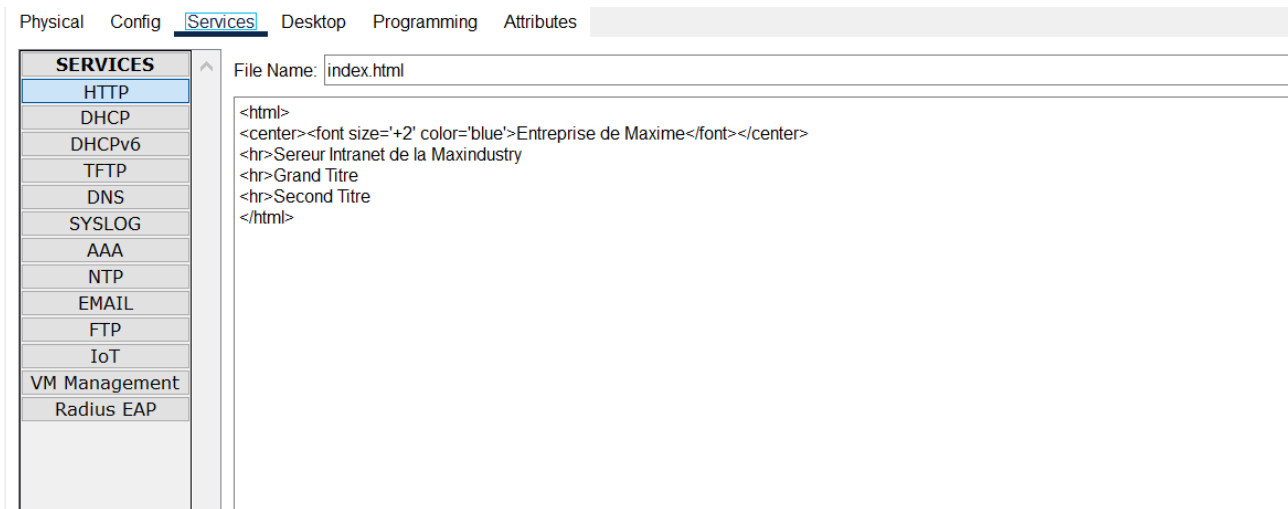 Physical Config Services Desktop Programming Attributes
SERVICES
HTTP
DHCP
DHCPv6
TFTP
DNS
SYSLOG
AAA
NTP
EMAIL
FTP
IoT
VM Management
Radius EAP
File Name: index.html
<html>
<center><font size='+2' color='blue'>Entreprise de Maxime</font></center>
<hr>Sereur Intranet de la Maxindustry
<hr>Grand Titre
<hr>Second Titre
</html>